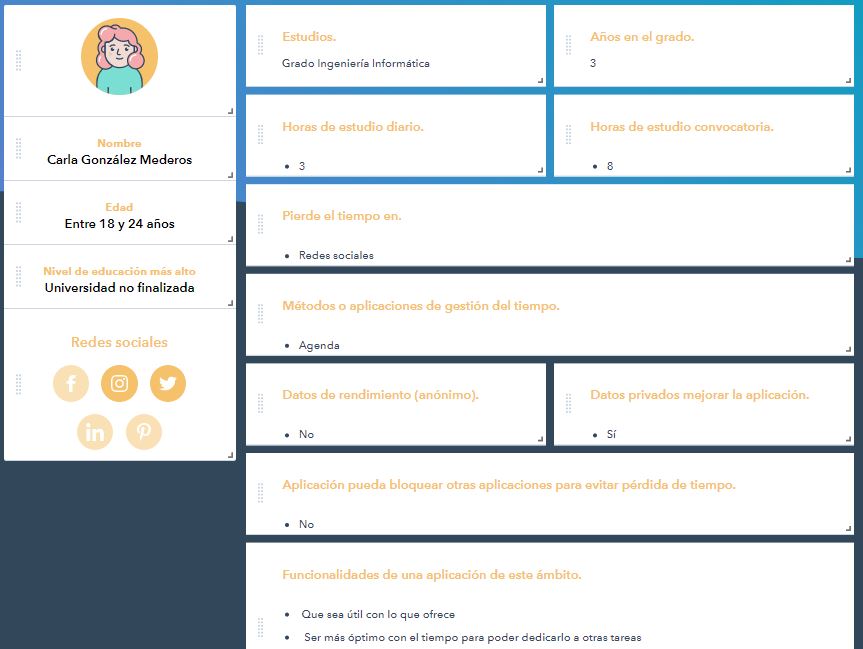 Nombre
Carla González Mederos
Edad
Entre 18 y 24 años
Nivel de educación más alto
Universidad no finalizada
Redes sociales
Estudios.
Grado Ingeniería Informática
Años en el grado.
3
Horas de estudio diario.
• 3
Horas de estudio convocatoria.
• 8
Pierde el tiempo en.
• Redes sociales
Métodos o aplicaciones de gestión del tiempo.
• Agenda
Datos de rendimiento (anónimo).
• No
Datos privados mejorar la aplicación.
• Sí
Aplicación pueda bloquear otras aplicaciones para evitar pérdida de tiempo.
• No
Funcionalidades de una aplicación de este ámbito.
• Que sea útil con lo que ofrece
• Ser más óptimo con el tiempo para poder dedicarlo a otras tareas